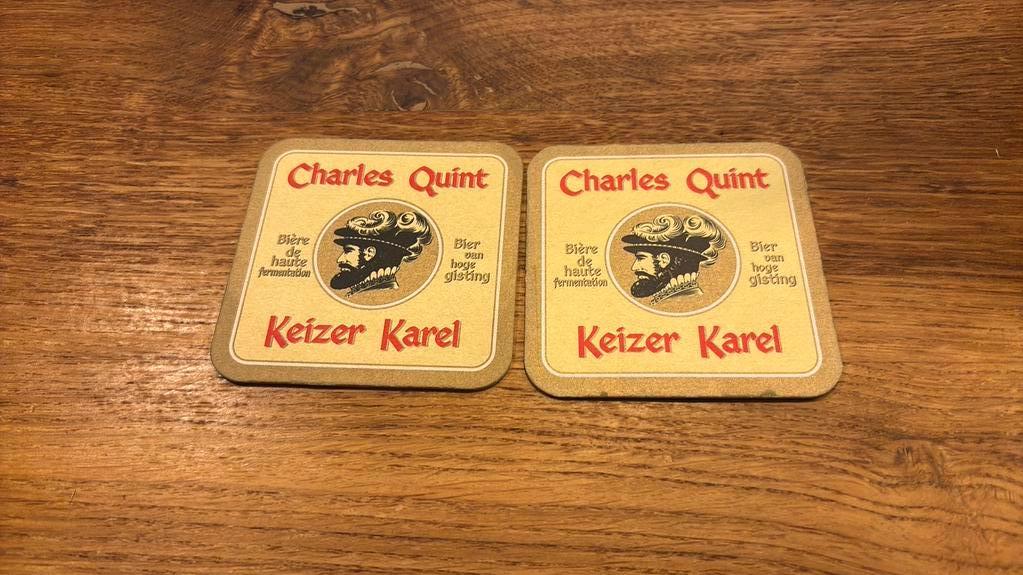 Charles Quint
Bière
de
haute
fermentation
Bier
van
hoge
gisting
Keizer Karel
Charles Quint
Bière
de
haute
fermentation
Bier
van
hoge
gisting
Keizer Karel